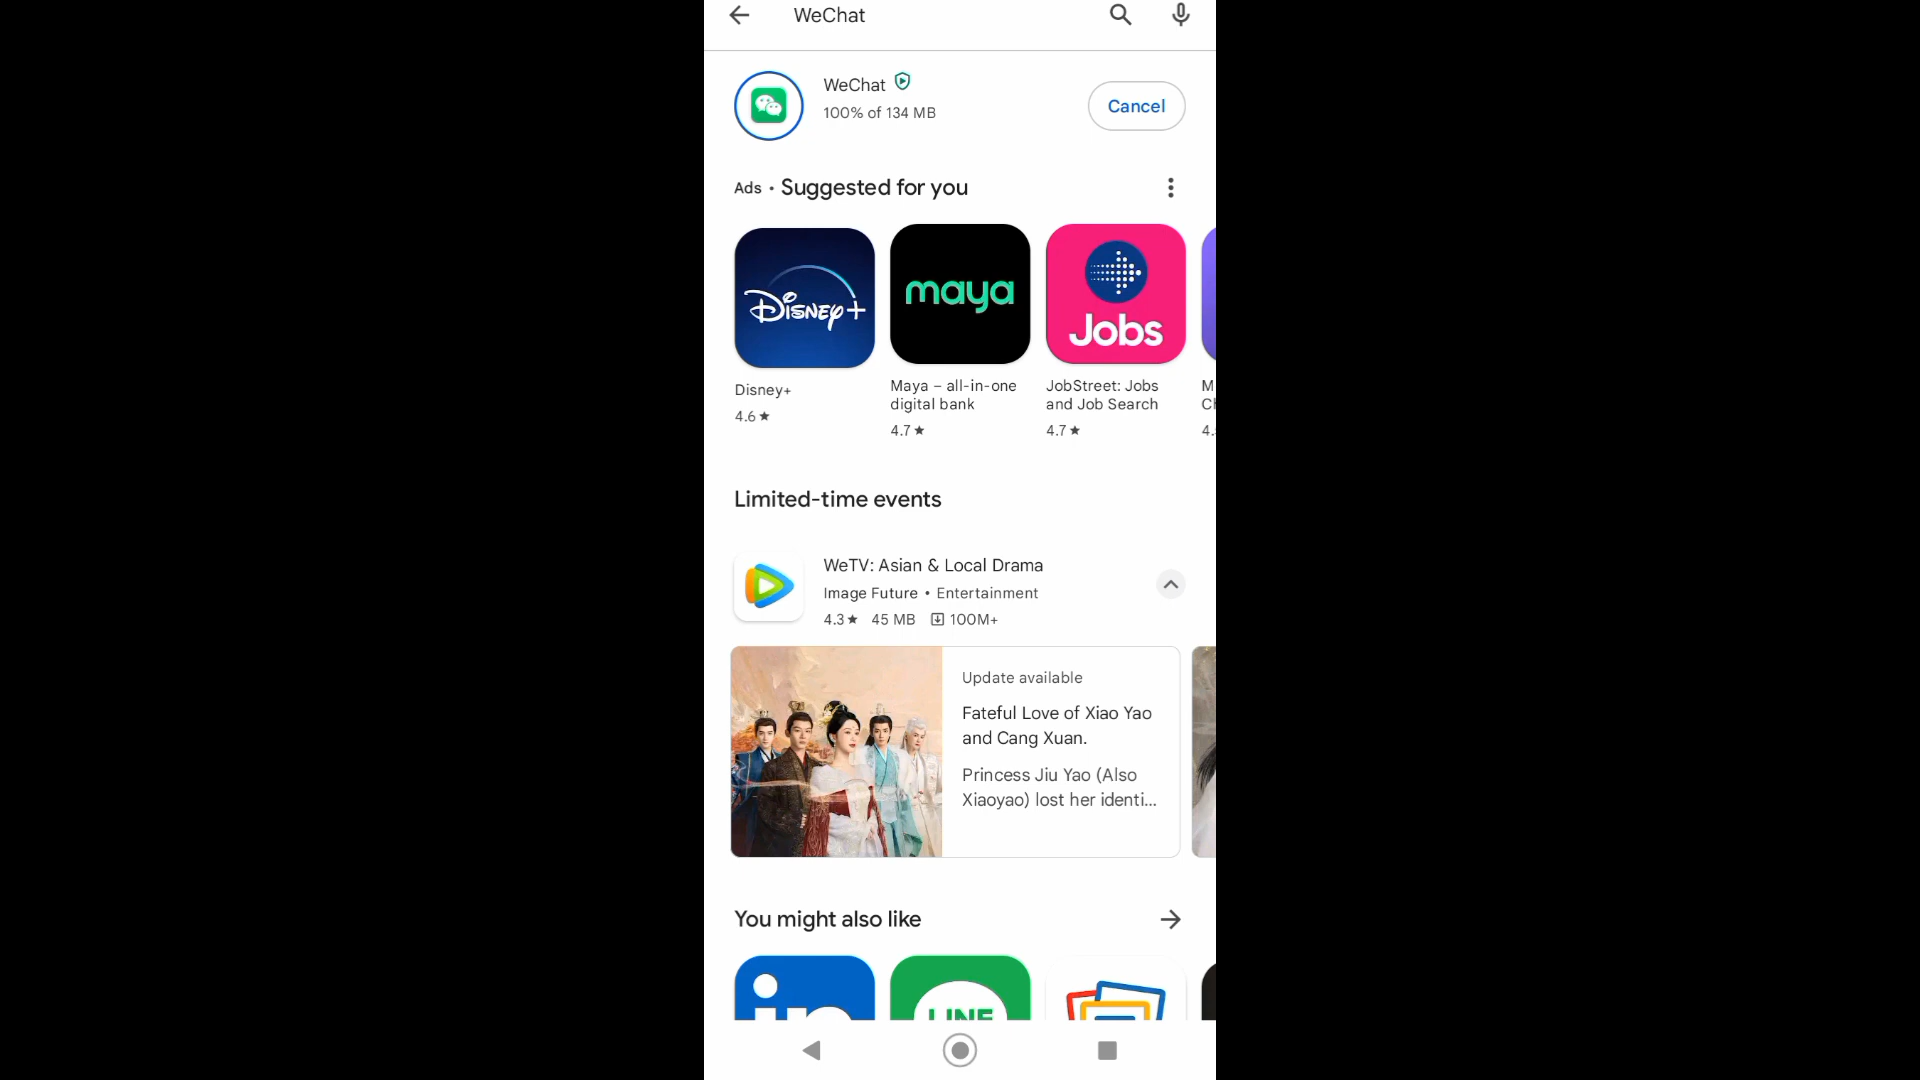 WeChat
WeChat
100% of 134 MB
Cancel
Ads • Suggested for you
Disney+
maya
Jobs
Disney+
4.6★
Maya – all-in-one
digital bank
4.7★
JobStreet: Jobs
and Job Search
4.7★
Limited-time events
WeTV: Asian & Local Drama
Image Future • Entertainment
4.3★ 45 MB 100M+
Update available
Fateful Love of Xiao Yao
and Cang Xuan.
Princess Jiu Yao (Also
Xiaoyao) lost her identi...
You might also like
in
LINE